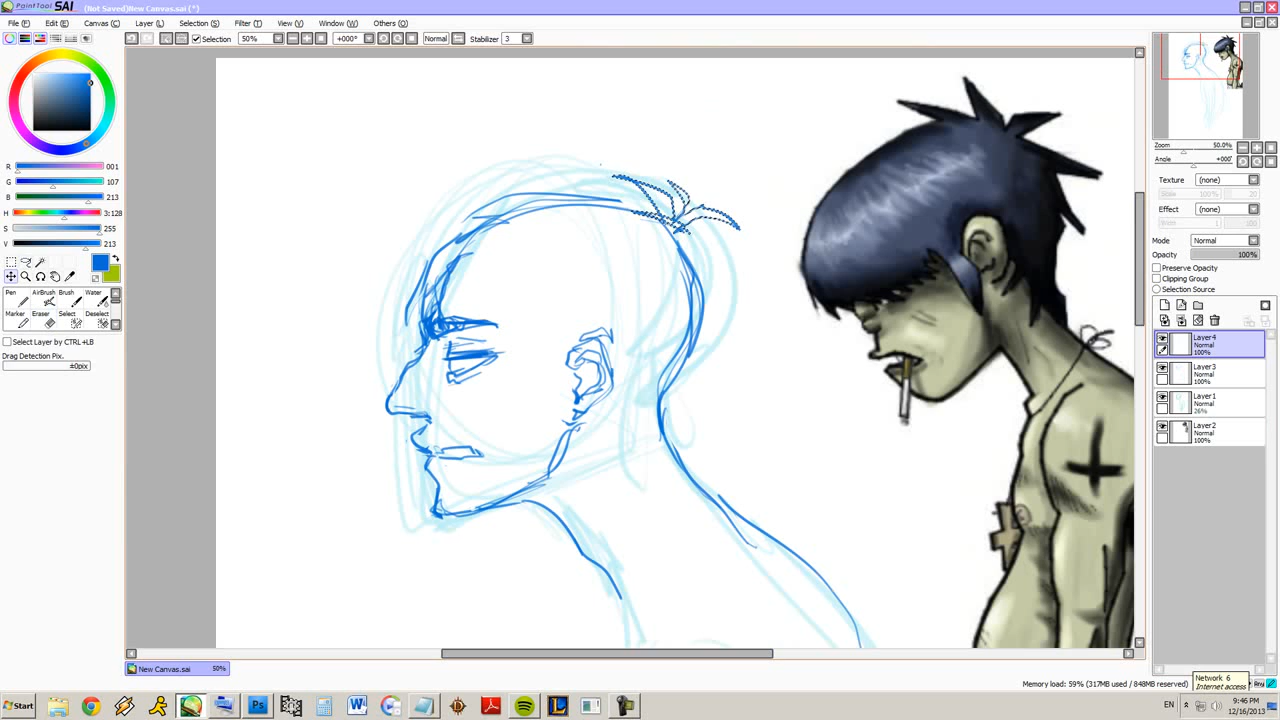 PaintTool SAI (Not Saved)New Canvas.sai (*)
File (F) Edit (E) Canvas (C) Layer (L) Selection (S) Filter (T) View (V) Window (W) Others (O)
Selection 50% +000° Normal Stabilizer 3
R 001
G 107
B 213
H 3:128
S 255
V 213
Pen AirBrush Brush Water
Marker Eraser Select Deselect
Select Layer by CTRL+LB
Drag Detection Pix.
±0pix
Zoom 50.0%
Angle +000°
Texture (none)
Scale 100% 20
Effect (none)
Width 1 100
Mode Normal
Opacity 100%
Preserve Opacity
Clipping Group
Selection Source
Layer4
Normal
100%
Layer3
Normal
100%
Layer1
Normal
26%
Layer2
Normal
100%
New Canvas.sai 50%
Memory load: 59% (317MB used / 848MB reserved)
Network 6
Internet access
Start
EN
9:46 PM
12/16/2013